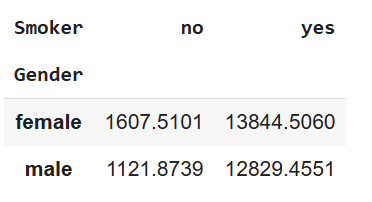 Smoker no yes
Gender
female 1607.5101 13844.5060
male 1121.8739 12829.4551